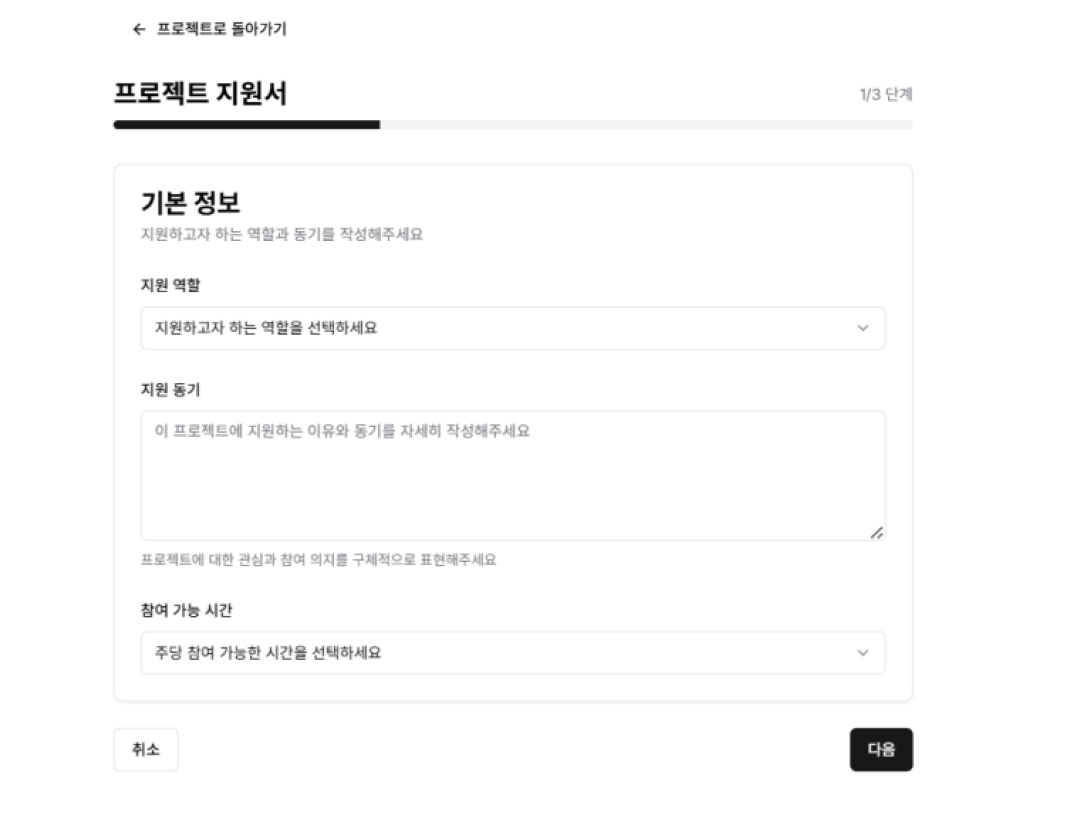 ← 프로젝트로 돌아가기
프로젝트 지원서
1/3 단계
기본 정보
지원하고자 하는 역할과 동기를 작성해주세요
지원 역할
지원하고자 하는 역할을 선택하세요
지원 동기
이 프로젝트에 지원하는 이유와 동기를 자세히 작성해주세요
프로젝트에 대한 관심과 참여 의지를 구체적으로 표현해주세요
참여 가능 시간
주당 참여 가능한 시간을 선택하세요
취소
다음